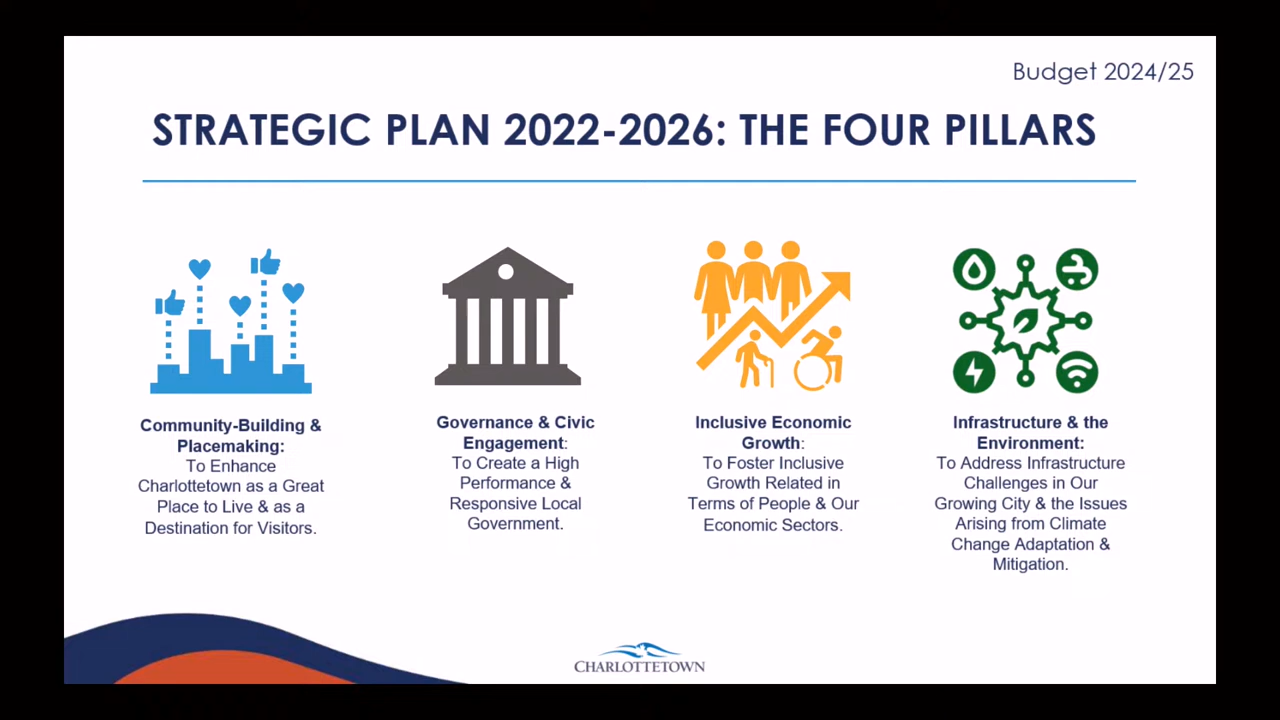 Budget 2024/25
STRATEGIC PLAN 2022-2026: THE FOUR PILLARS
Community-Building &
Placemaking:
To Enhance
Charlottetown as a Great
Place to Live & as a
Destination for Visitors.
Governance & Civic
Engagement:
To Create a High
Performance &
Responsive Local
Government.
Inclusive Economic
Growth:
To Foster Inclusive
Growth Related in
Terms of People & Our
Economic Sectors.
Infrastructure & the
Environment:
To Address Infrastructure
Challenges in Our
Growing City & the Issues
Arising from Climate
Change Adaptation &
Mitigation.
CHARLOTTETOWN